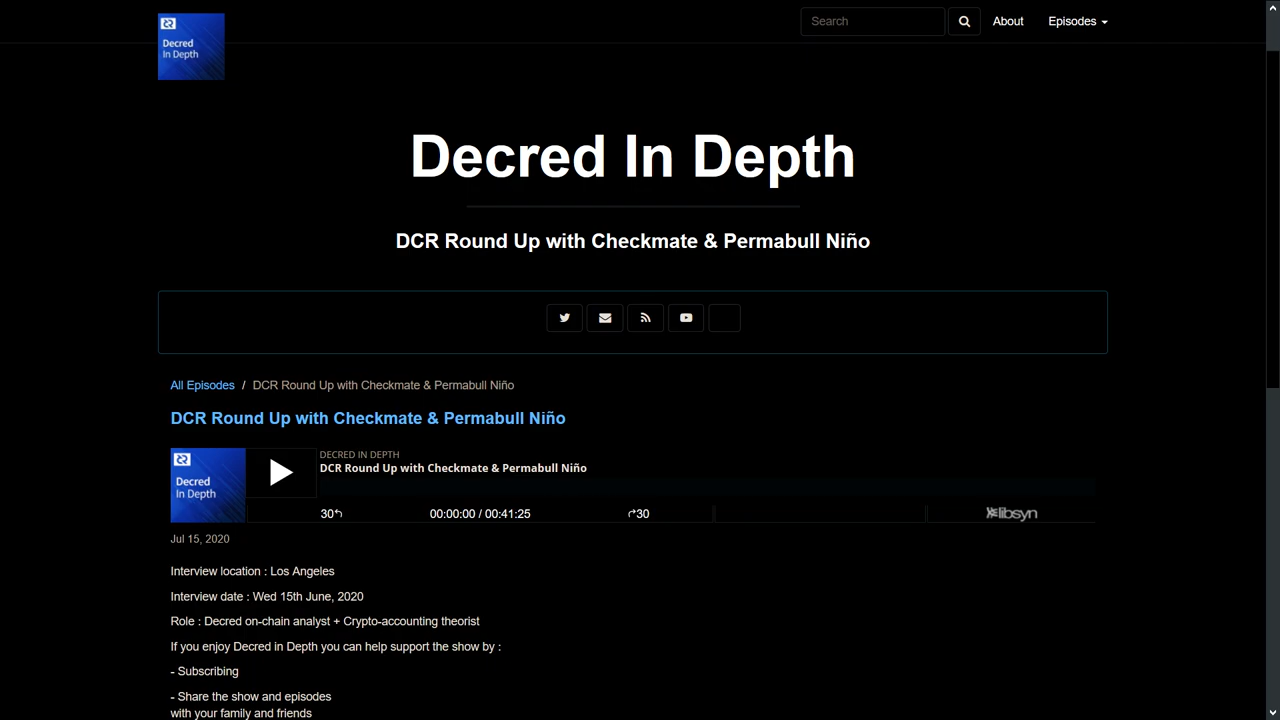 Decred
In Depth
Search
About
Episodes
Decred In Depth
DCR Round Up with Checkmate & Permabull Niño
All Episodes / DCR Round Up with Checkmate & Permabull Niño
DCR Round Up with Checkmate & Permabull Niño
Decred
In Depth
DECRED IN DEPTH
DCR Round Up with Checkmate & Permabull Niño
30 00:00:00 / 00:41:25 30
libsyn
Jul 15, 2020
Interview location : Los Angeles
Interview date : Wed 15th June, 2020
Role : Decred on-chain analyst + Crypto-accounting theorist
If you enjoy Decred in Depth you can help support the show by :
- Subscribing
- Share the show and episodes
with your family and friends